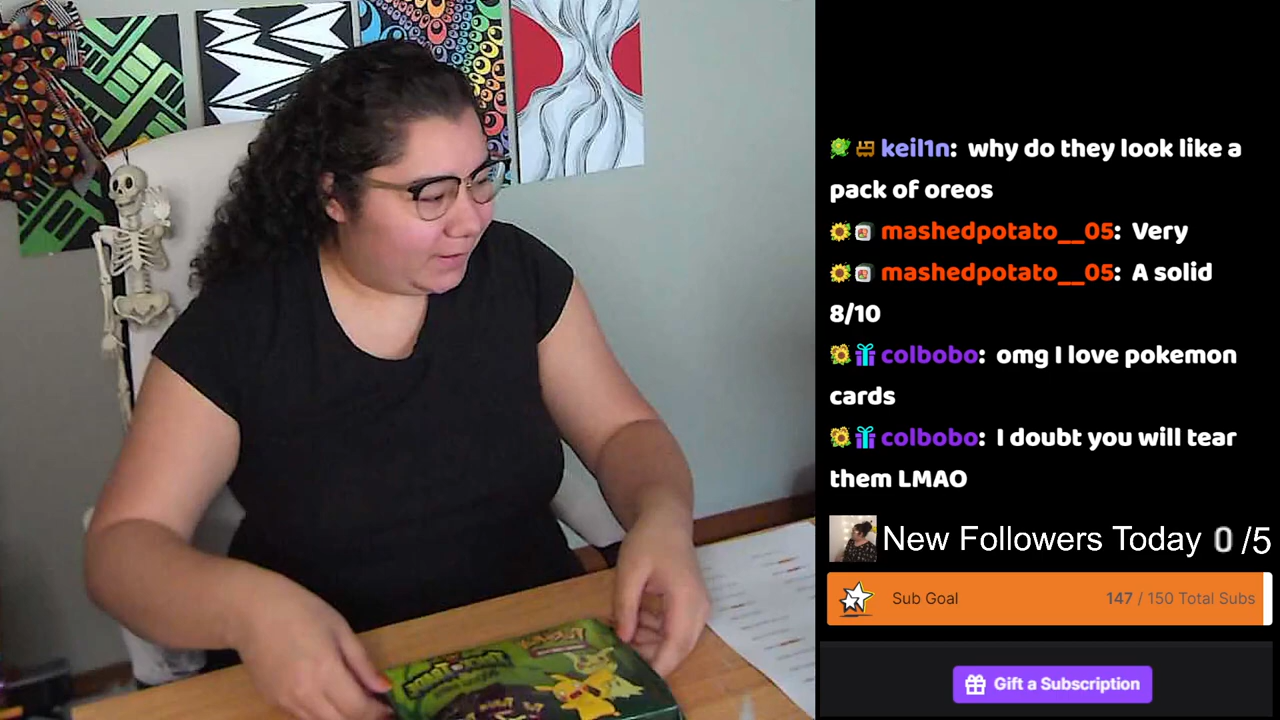 keil1n: why do they look like a
pack of oreos
mashedpotato__05: Very
mashedpotato__05: A solid
8/10
colbobo: omg I love pokemon
cards
colbobo: I doubt you will tear
them LMAO
New Followers Today 0 /5
Sub Goal 147 / 150 Total Subs
Gift a Subscription